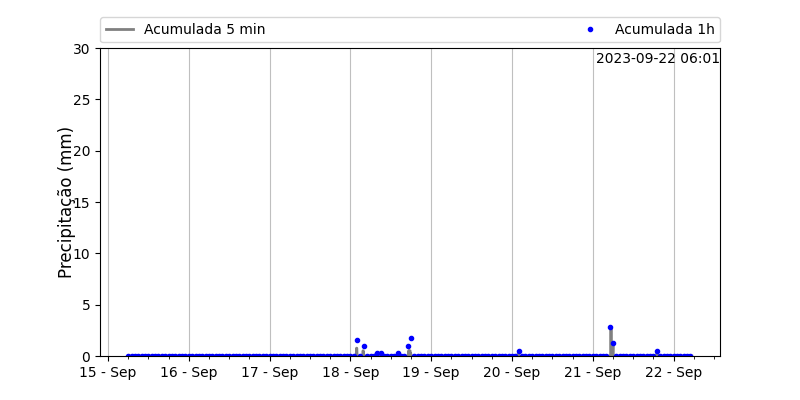 Acumulada 5 min
Acumulada 1h
2023-09-22 06:01
Precipitação (mm)
30
25
20
15
10
5
0
15 - Sep
16 - Sep
17 - Sep
18 - Sep
19 - Sep
20 - Sep
21 - Sep
22 - Sep